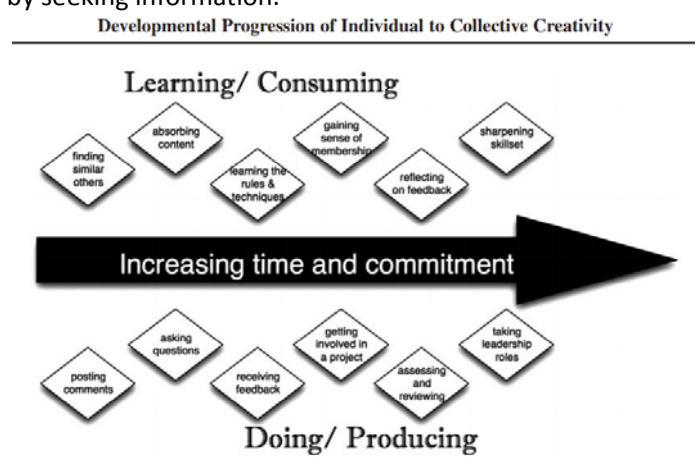 by seeking information.
Developmental Progression of Individual to Collective Creativity
Learning/ Consuming
finding
similar
others
absorbing
content
learning the
rules &
techniques
gaining
sense of
membership
reflecting
on feedback
sharpening
skillset
Increasing time and commitment
posting
comments
asking
questions
receiving
feedback
getting
involved in
a project
assessing
and
reviewing
taking
leadership
roles
Doing/ Producing